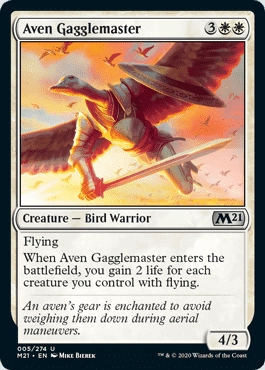 Aven Gagglemaster 3
Creature — Bird Warrior M21
Flying
When Aven Gagglemaster enters the
battlefield, you gain 2 life for each
creature you control with flying.
An aven's gear is enchanted to avoid
weighing them down during aerial
maneuvers.
4/3
005/274 U
M21 • EN Mike Bierek ™ & © 2020 Wizards of the Coast